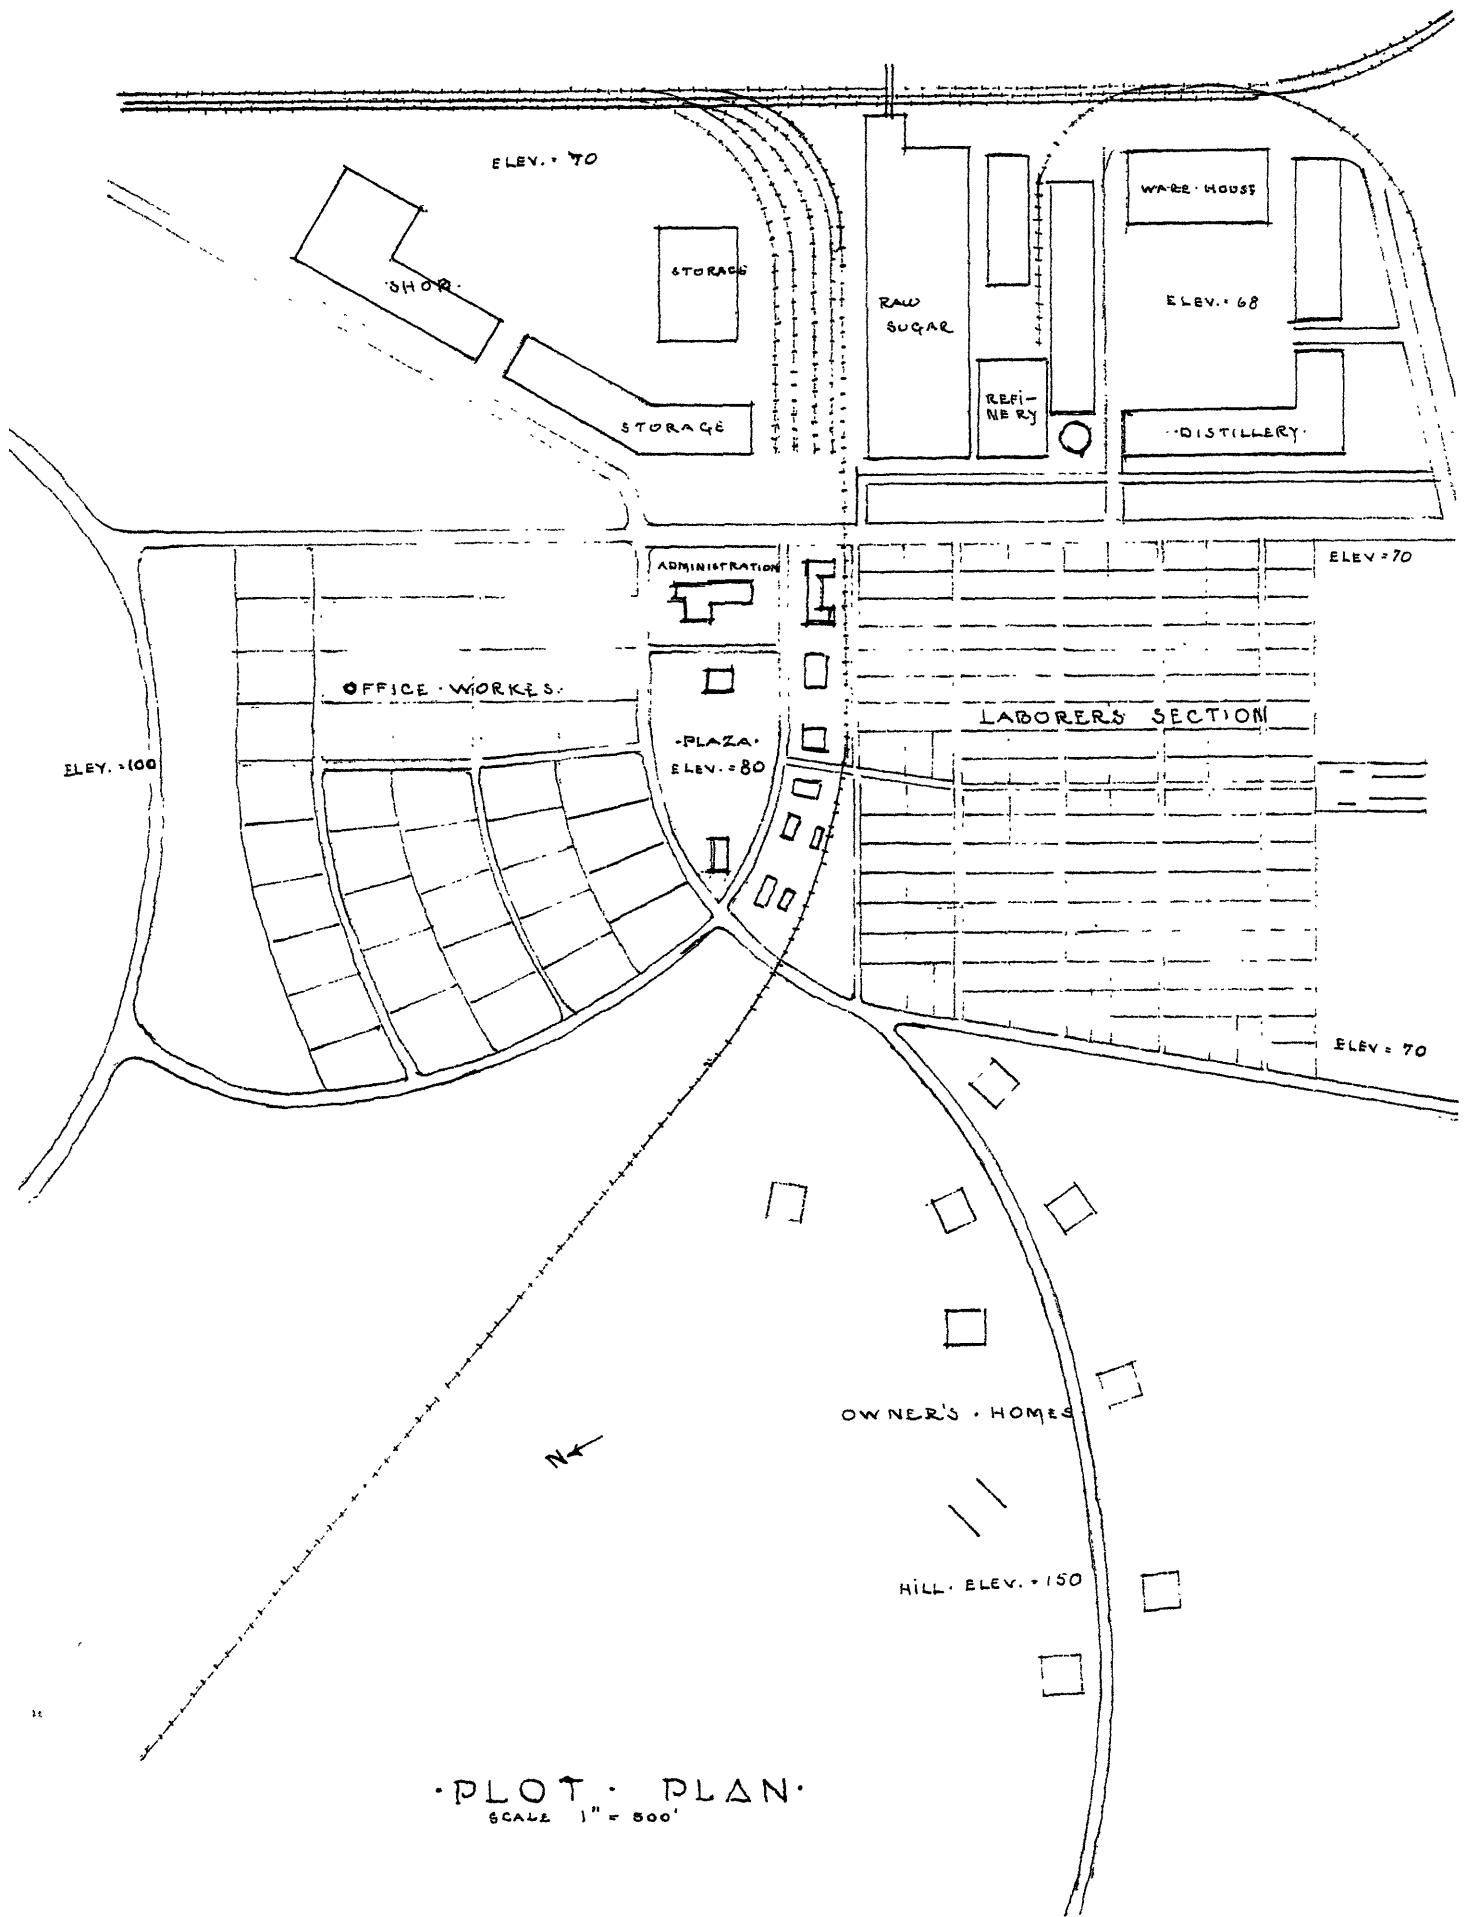 ELEV. = 70
WARE·HOUSE
STORAGE
·SHOP·
RAW
SUGAR
ELEV. = 68
REFI-
NERY
STORAGE
·DISTILLERY·
ELEV = 70
ADMINISTRATION
OFFICE·WORKES·
LABORERS SECTION
·PLAZA·
ELEV. = 80
ELEV. = 100
ELEV = 70
OWNER'S · HOMES
N
HILL· ELEV. = 150
·PLOT · PLAN·
SCALE 1" = 500'